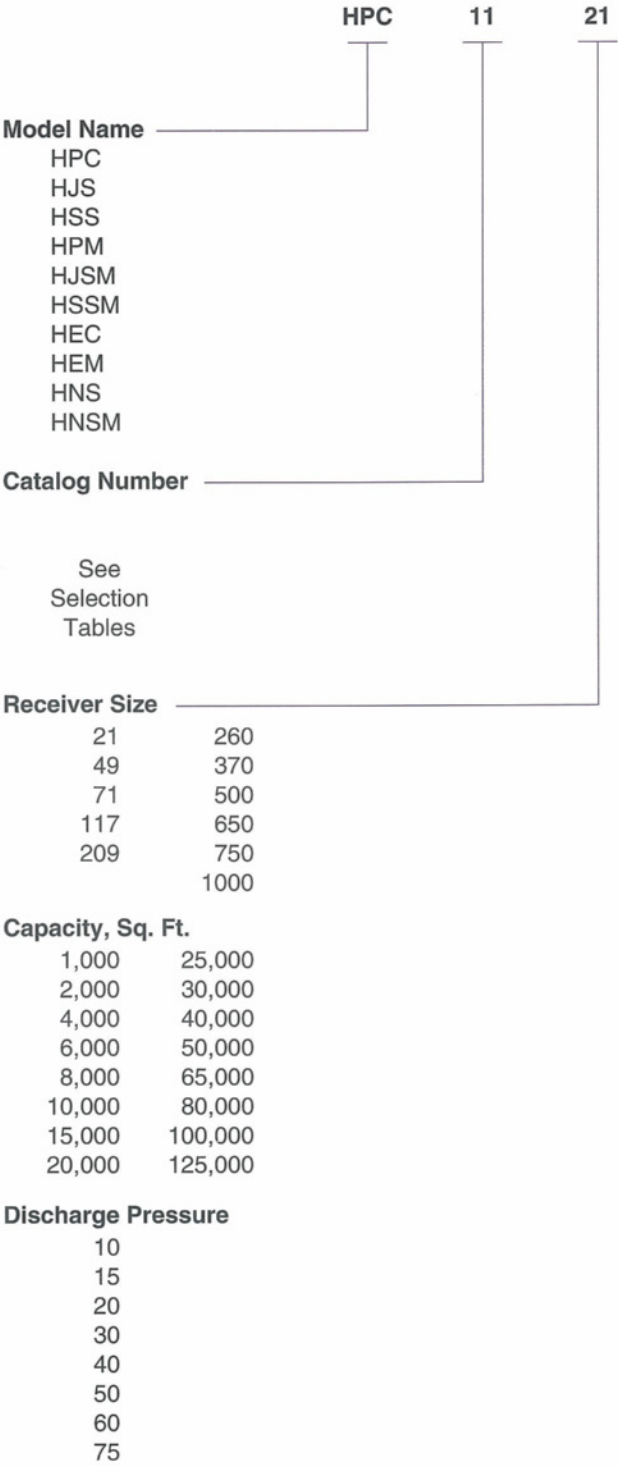 HPC 11 21
Model Name
HPC
HJS
HSS
HPM
HJSM
HSSM
HEC
HEM
HNS
HNSM
Catalog Number
See
Selection
Tables
Receiver Size
21 260
49 370
71 500
117 650
209 750
1000
Capacity, Sq. Ft.
1,000 25,000
2,000 30,000
4,000 40,000
6,000 50,000
8,000 65,000
10,000 80,000
15,000 100,000
20,000 125,000
Discharge Pressure
10
15
20
30
40
50
60
75